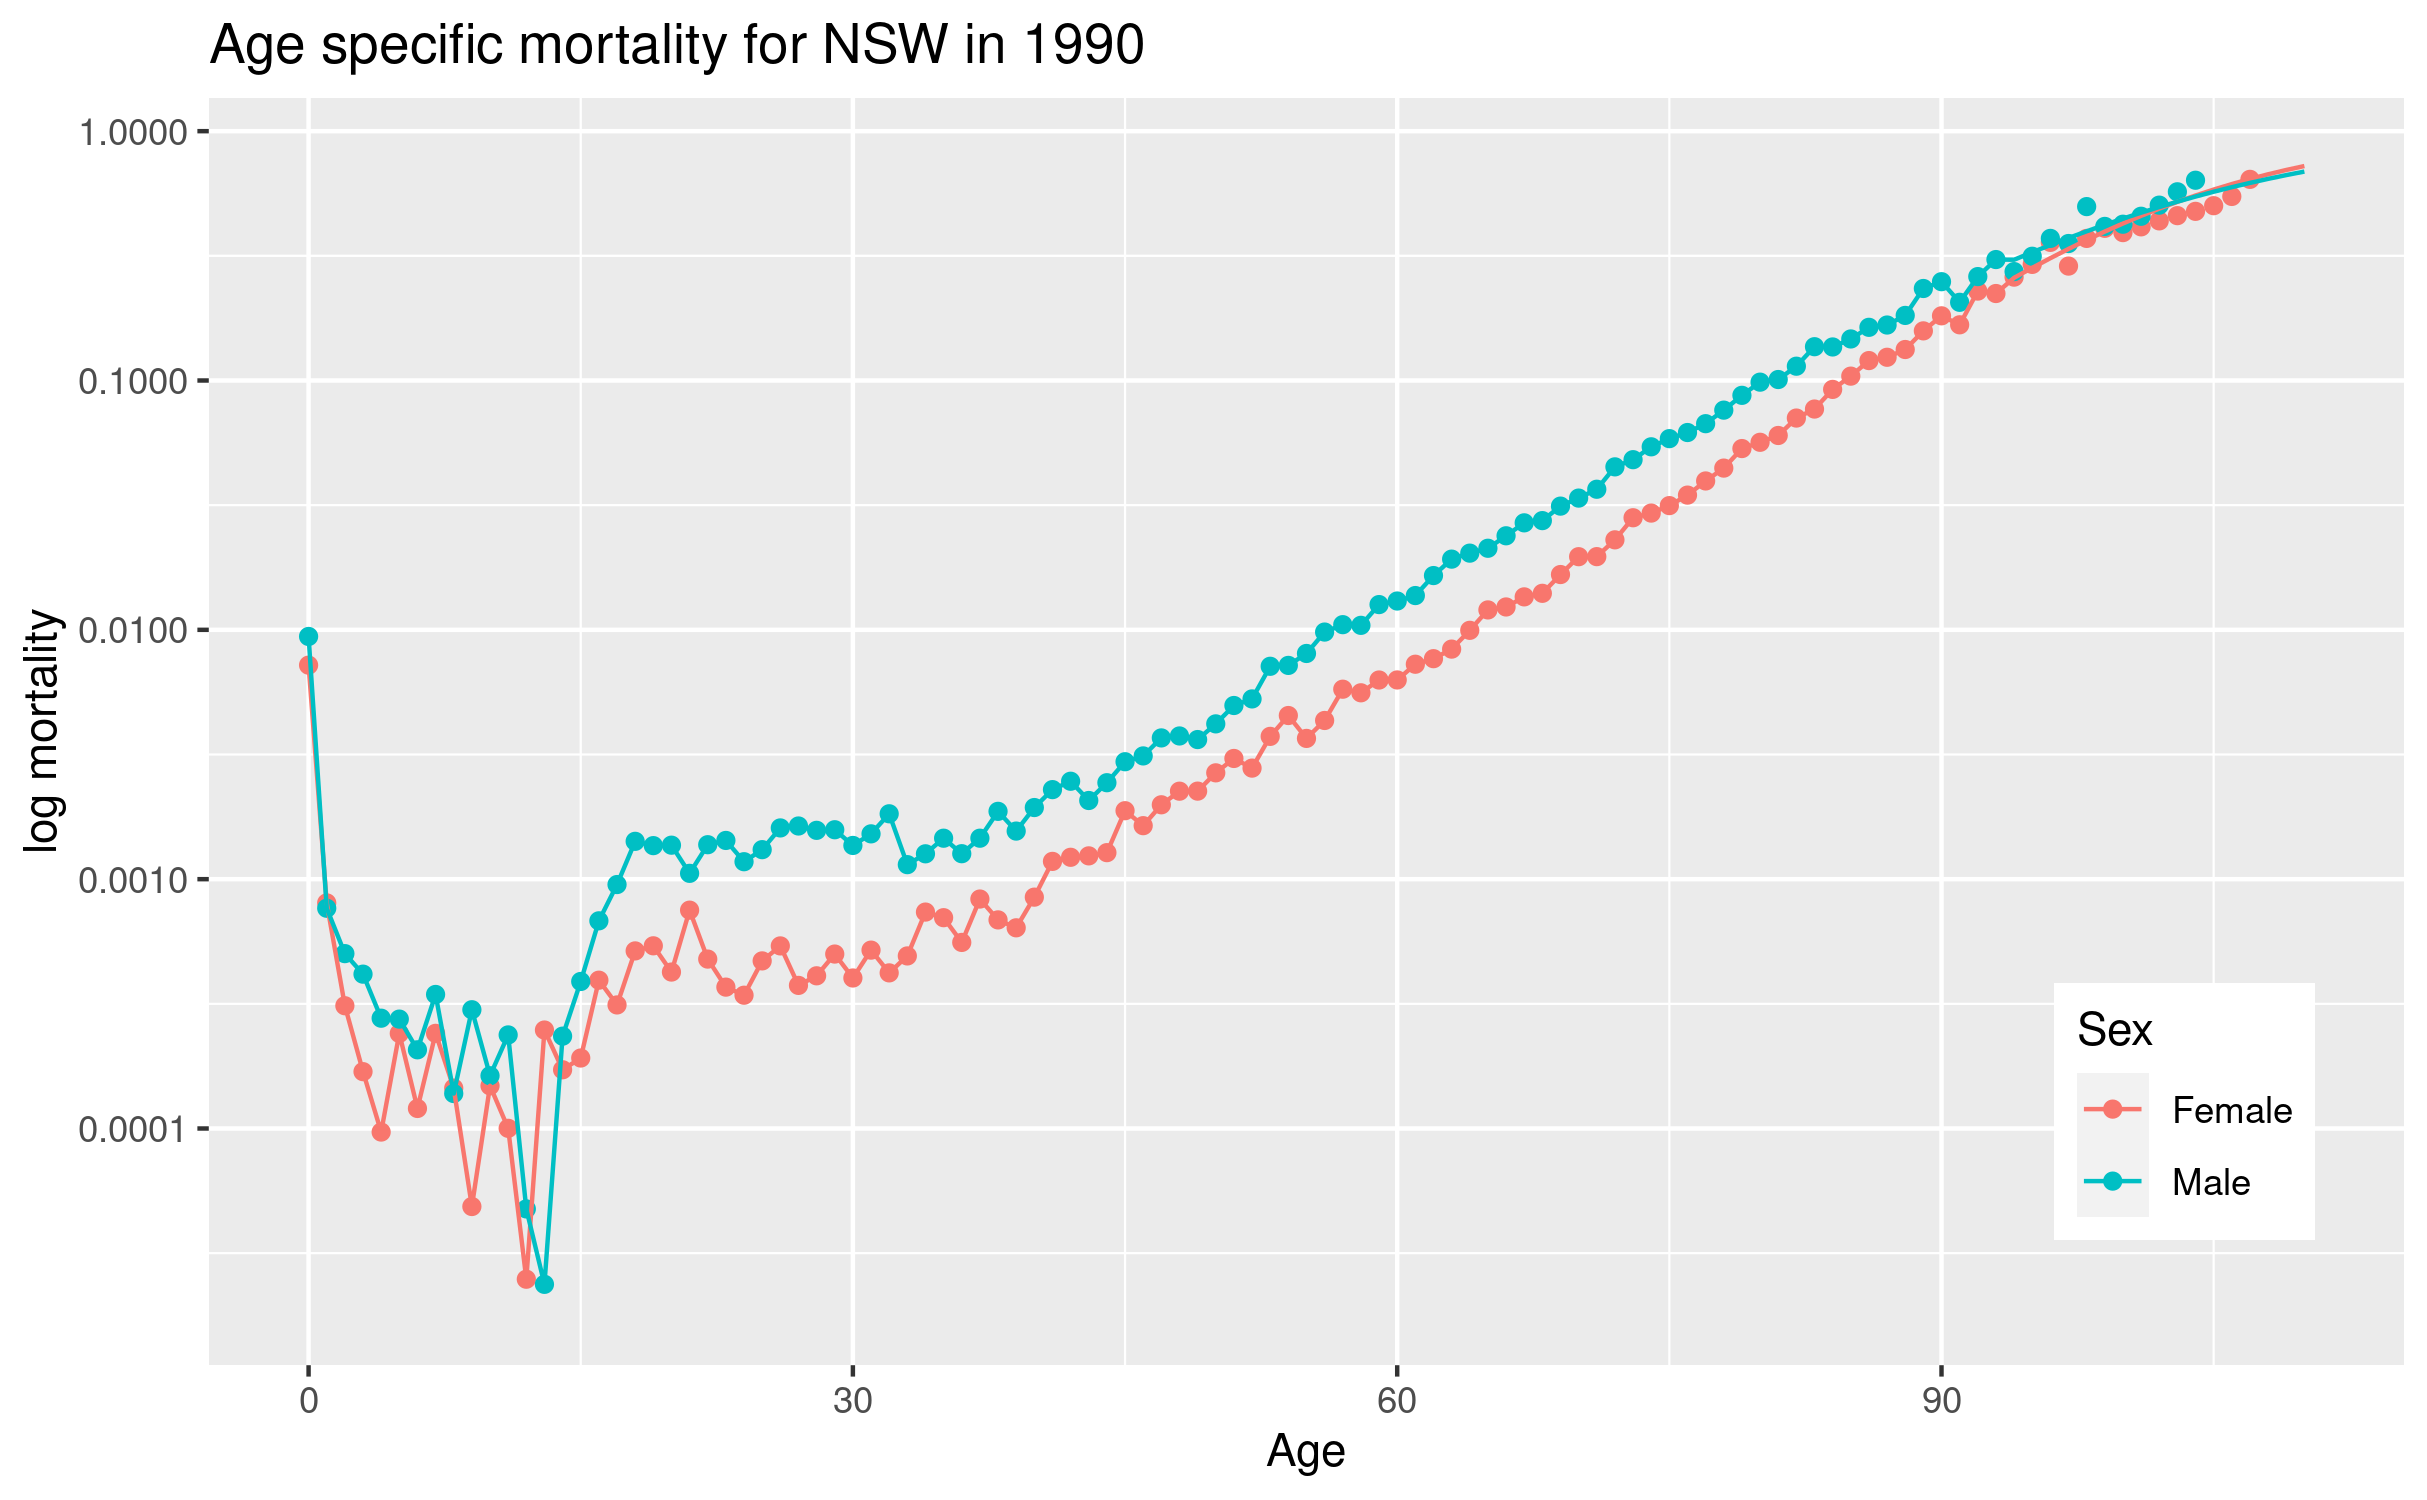 Age specific mortality for NSW in 1990
1.0000
0.1000
0.0100
0.0010
0.0001
log mortality
0 30 60 90
Age
Sex
Female
Male